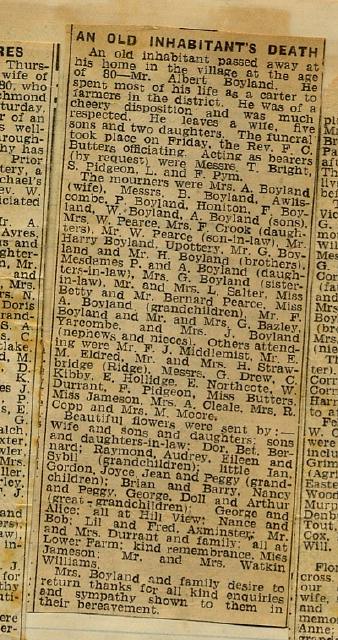 AN OLD INHABITANT'S DEATH
An old inhabitant passed away at
his home in the village at the age
of 80—Mr. Albert Boyland. He
spent most of his life as a carter to
farmers in the district. He was of a
cheery disposition and was much
respected. He leaves a wife, five
sons and two daughters. The funeral
took place on Friday, the Rev. F. C.
Butters officiating. Acting as bearers
(by request) were Messrs. F. Bright,
S. Pidgeon, L. and F. Pym.
The mourners were Mrs. A. Boyland
(wife), Messrs. E. Boyland, Awlis-
combe, P. Boyland, Honiton, F. Boy-
land, W. Boyland, A. Boyland (sons),
Mrs. W. Pearce, Mrs. F. Crook (daugh-
ters), Mr. W. Pearce (son-in-law), Mr.
Harry Boyland, Upottery, Mr. G. Boy-
land and Mr. H. Boyland (brothers),
Mesdames P. and A. Boyland (daugh-
ters-in-law), Mrs. G. Boyland (sister-
in-law), Mr. and Mrs. L. Salter, Miss
Betty and Mr. Bernard Pearce, Miss
A. Boyland (grandchildren), Mr. J.
Boyland and Mr. and Mrs. G. Bazley,
Yarcombe, and Mrs. J. Boyland
(nephews and nieces). Others attend-
ing were Mr. F. J. Middlemist, Mr. E.
M. Eldred, Mr. and Mrs. H. Straw-
bridge (Ridge), Messrs. C. Drew, C.
Kibby, E. Hollidge, E. Northcote, W.
Durrant, F. Pidgeon, Miss Butters,
Miss Jameson, Mrs. A. Cleale, Mrs. R.
Copp and Mrs. M. Moore.
Beautiful flowers were sent by:—
Wife and sons and daughters; sons
and daughters-in-law; Dor, Bet, Ber-
nard; Raymond, Audrey, Eileen and
Sybil (grandchildren); little Ian,
Gordon, Joyce, Jean and Peggy (grand-
children); Brian and Barry, Nancy
and Peggy, George, Doll and Arthur
(great-grandchildren); George and
Alice; all at Hill View; Nance and
Bob; Lil and Fred, Axminster, Mr.
and Mrs. Durrant and family; all at
Lower Farm; kind remembrance, Miss
Jameson; Mr. and Mrs. Watkin
Williams.
Mrs. Boyland and family desire to
return thanks for all kind enquiries
and sympathy shown to them in
their bereavement.